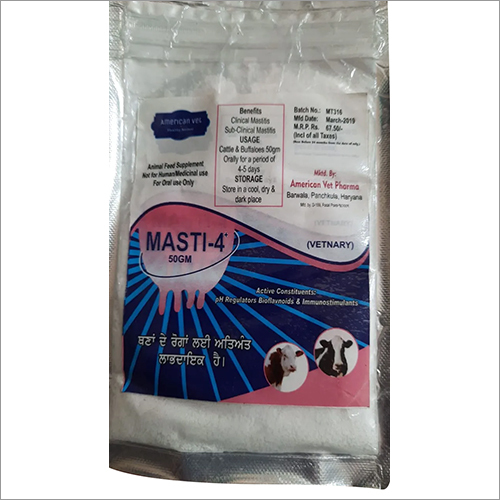 American Vet
Animal Feed Supplement
Not for Human/Medicinal use
For Oral use Only
Benefits
Clinical Mastitis
Sub-Clinical Mastitis
USAGE
Cattle & Buffaloes 50gm
Orally for a period of
4-5 days
STORAGE
Store in a cool, dry &
dark place
Batch No.: MT316
Mfd Date: March-2019
M.R.P. Rs. 67.50/-
(Incl of all Taxes)
Mfnd. By:
American Vet Pharma
Barwala, Panchkula, Haryana
MASTI-4+
50GM
(VETNARY)
Active Constituents:
pH Regulators Bioflavnoids & Immunostimulants
ਥਣਾਂ ਦੇ ਰੋਗਾਂ ਲਈ ਅਤਿਅੰਤ
ਲਾਭਦਾਇਕ ਹੈ।